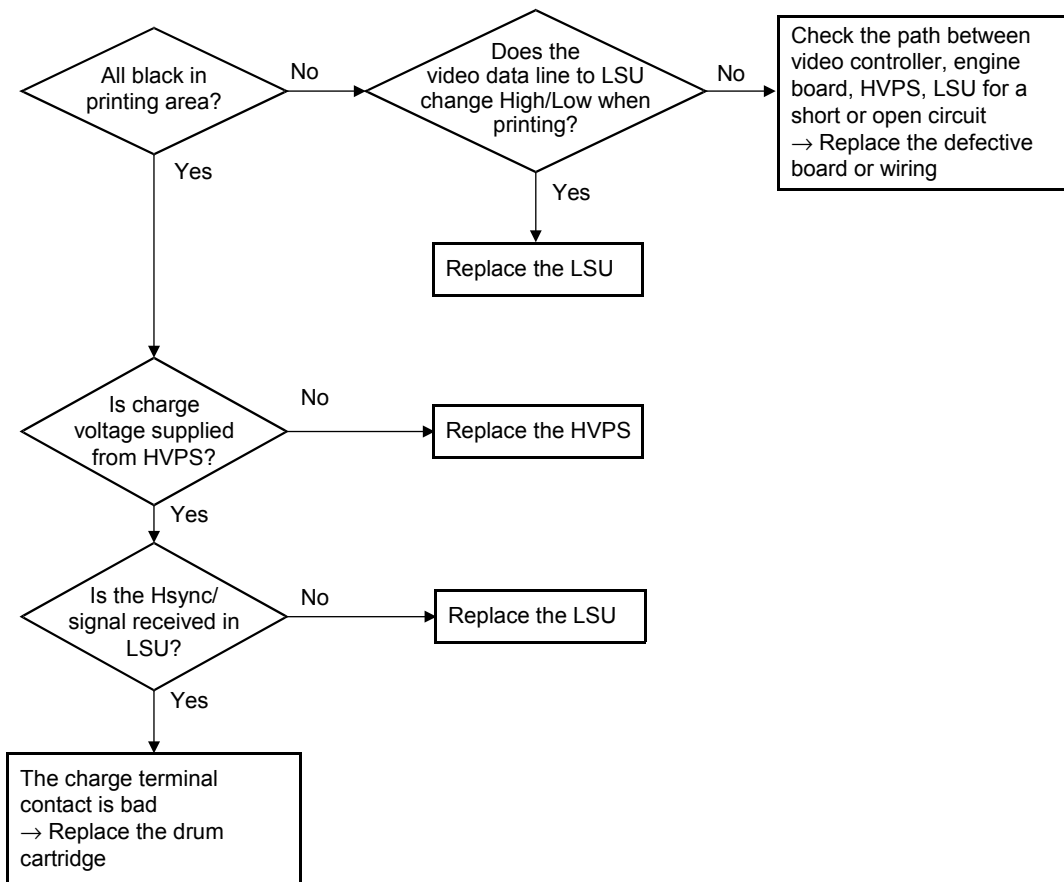 All black in
printing area?
No
Does the
video data line to LSU
change High/Low when
printing?
No
Check the path between
video controller, engine
board, HVPS, LSU for a
short or open circuit
→ Replace the defective
board or wiring
Yes
Yes
Replace the LSU
Is charge
voltage supplied
from HVPS?
No
Replace the HVPS
Yes
Is the Hsync/
signal received in
LSU?
No
Replace the LSU
Yes
The charge terminal
contact is bad
→ Replace the drum
cartridge